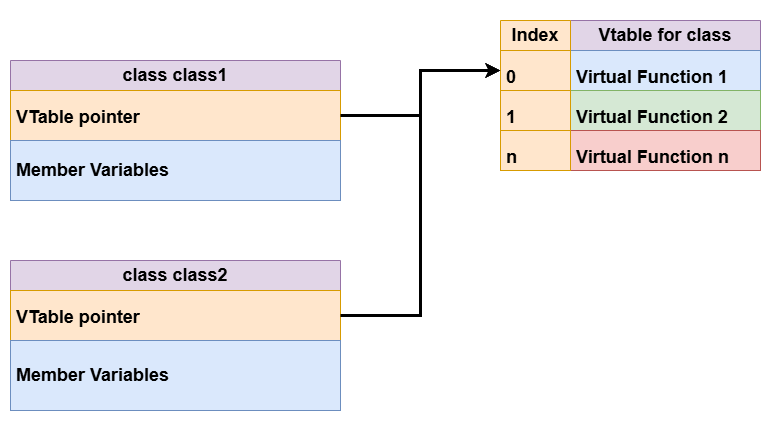 class class1
VTable pointer
Member Variables
class class2
VTable pointer
Member Variables
Index Vtable for class
0 Virtual Function 1
1 Virtual Function 2
n Virtual Function n